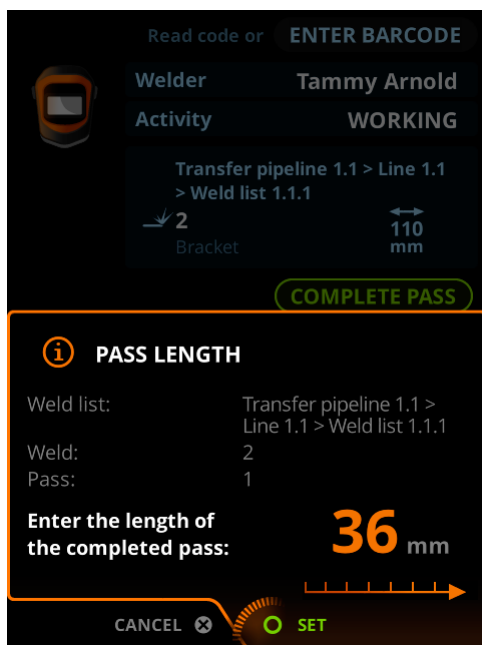 Read code or ENTER BARCODE
Welder Tammy Arnold
Activity WORKING
Transfer pipeline 1.1 > Line 1.1
> Weld list 1.1.1
2
110
Bracket mm
COMPLETE PASS
PASS LENGTH
Weld list: Transfer pipeline 1.1 >
Line 1.1 > Weld list 1.1.1
Weld: 2
Pass: 1
Enter the length of
the completed pass: 36 mm
CANCEL SET